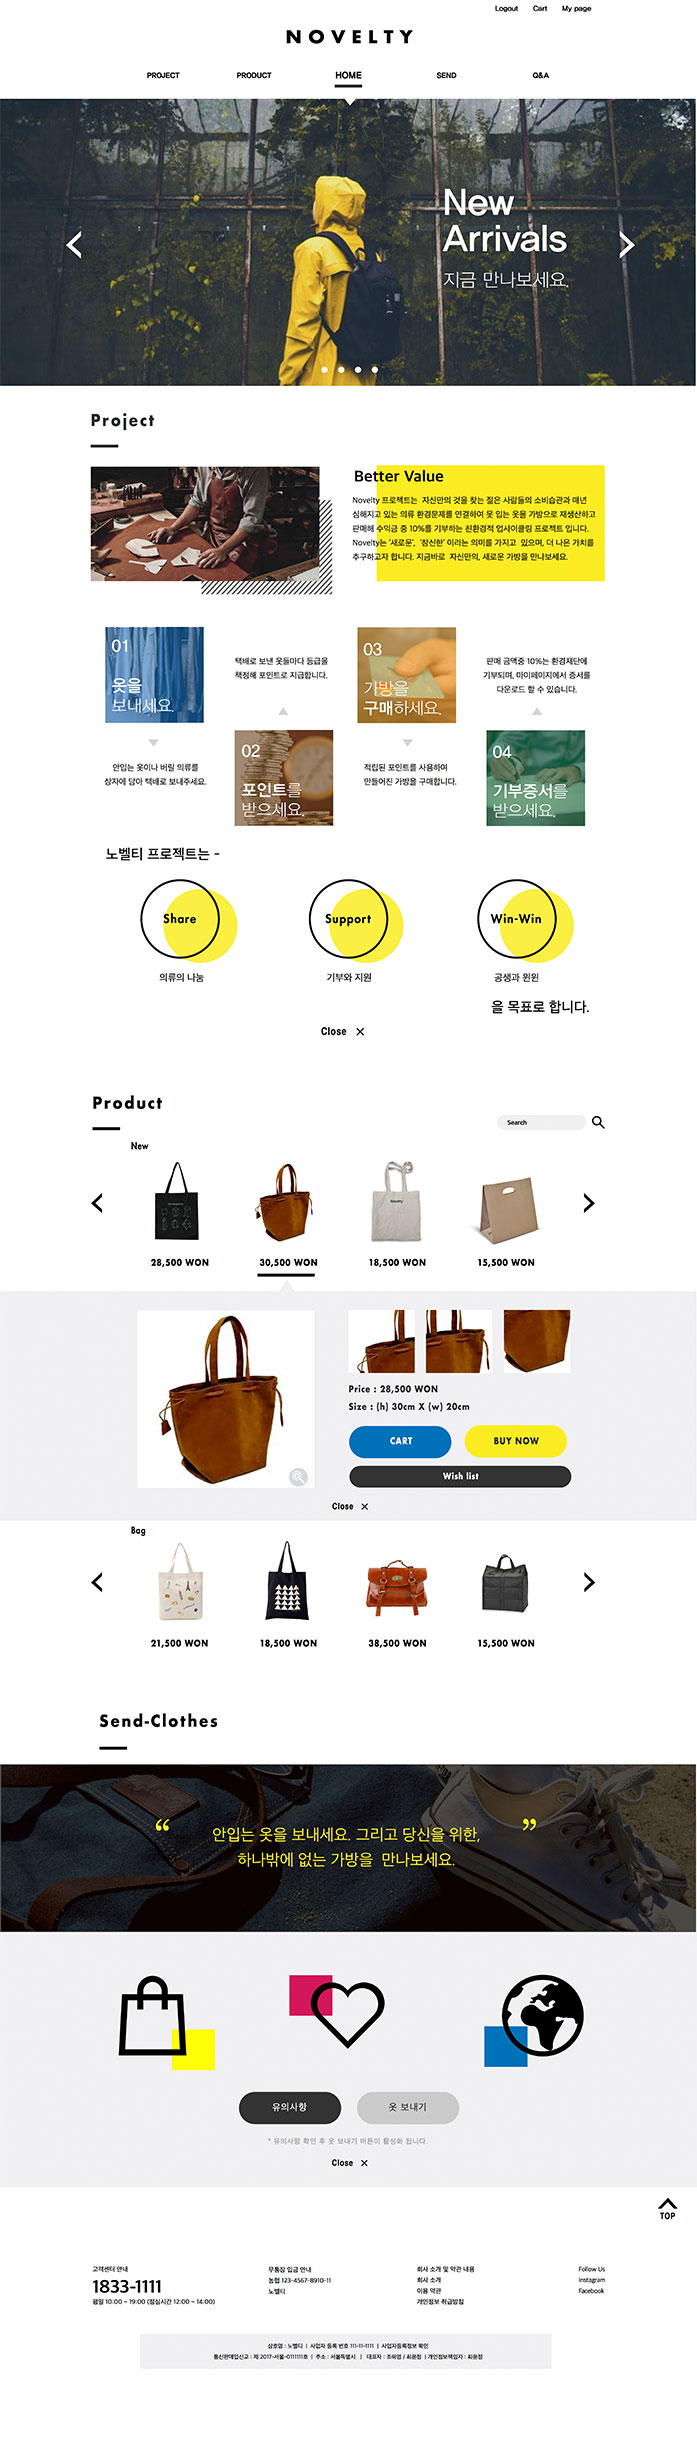 Logout Cart My page
NOVELTY
PROJECT PRODUCT HOME SEND Q&A
New
Arrivals
지금 만나보세요.
Project
Better Value
Novelty 프로젝트는 자신만의 것을 찾는 젊은 사람들의 소비습관과 매년
심해지고 있는 의류 환경문제를 연결하여 못 입는 옷을 가방으로 재생산하고
판매해 수익금 중 10%를 기부하는 친환경적 업사이클링 프로젝트 입니다.
Novelty는 '새로운', '참신한' 이라는 의미를 가지고 있으며, 더 나은 가치를
추구하고자 합니다. 지금바로 자신만의, 새로운 가방을 만나보세요.
01
옷을
보내세요.
택배로 보낸 옷들마다 등급을
책정해 포인트로 지급합니다.
03
가방을
구매하세요.
판매 금액중 10%는 환경재단에
기부되며, 마이페이지에서 증서를
다운로드 할 수 있습니다.
안입는 옷이나 버릴 의류를
상자에 담아 택배로 보내주세요.
02
포인트를
받으세요.
적립된 포인트를 사용하여
만들어진 가방을 구매합니다.
04
기부증서를
받으세요.
노벨티 프로젝트는 -
Share Support Win-Win
의류의 나눔 기부와 지원 공생과 윈윈
을 목표로 합니다.
Close
Product
Search
New
Novelty
28,500 WON 30,500 WON 18,500 WON 15,500 WON
Price : 28,500 WON
Size : (h) 30cm X (w) 20cm
CART BUY NOW
Wish list
Close
Bag
21,500 WON 18,500 WON 38,500 WON 15,500 WON
Send-Clothes
“ 안입는 옷을 보내세요. 그리고 당신을 위한, ”
하나밖에 없는 가방을 만나보세요.
유의사항 옷 보내기
* 유의사항 확인 후 옷 보내기 버튼이 활성화 됩니다.
Close
TOP
고객센터 안내
1833-1111
평일 10:00 ~ 19:00 (점심시간 12:00 ~ 14:00)
무통장 입금 안내
농협 123-4567-8910-11
노벨티
회사 소개 및 약관 내용
회사 소개
이용 약관
개인정보 취급방침
Follow Us
Instagram
Facebook
상호명 : 노벨티 | 사업자 등록 번호 111-11-1111 | 사업자등록정보 확인
통신판매업신고 : 제 2017-서울-0111111호 | 주소 : 서울특별시 | 대표자 : 조하영 / 최윤정 | 개인정보책임자 : 최윤정